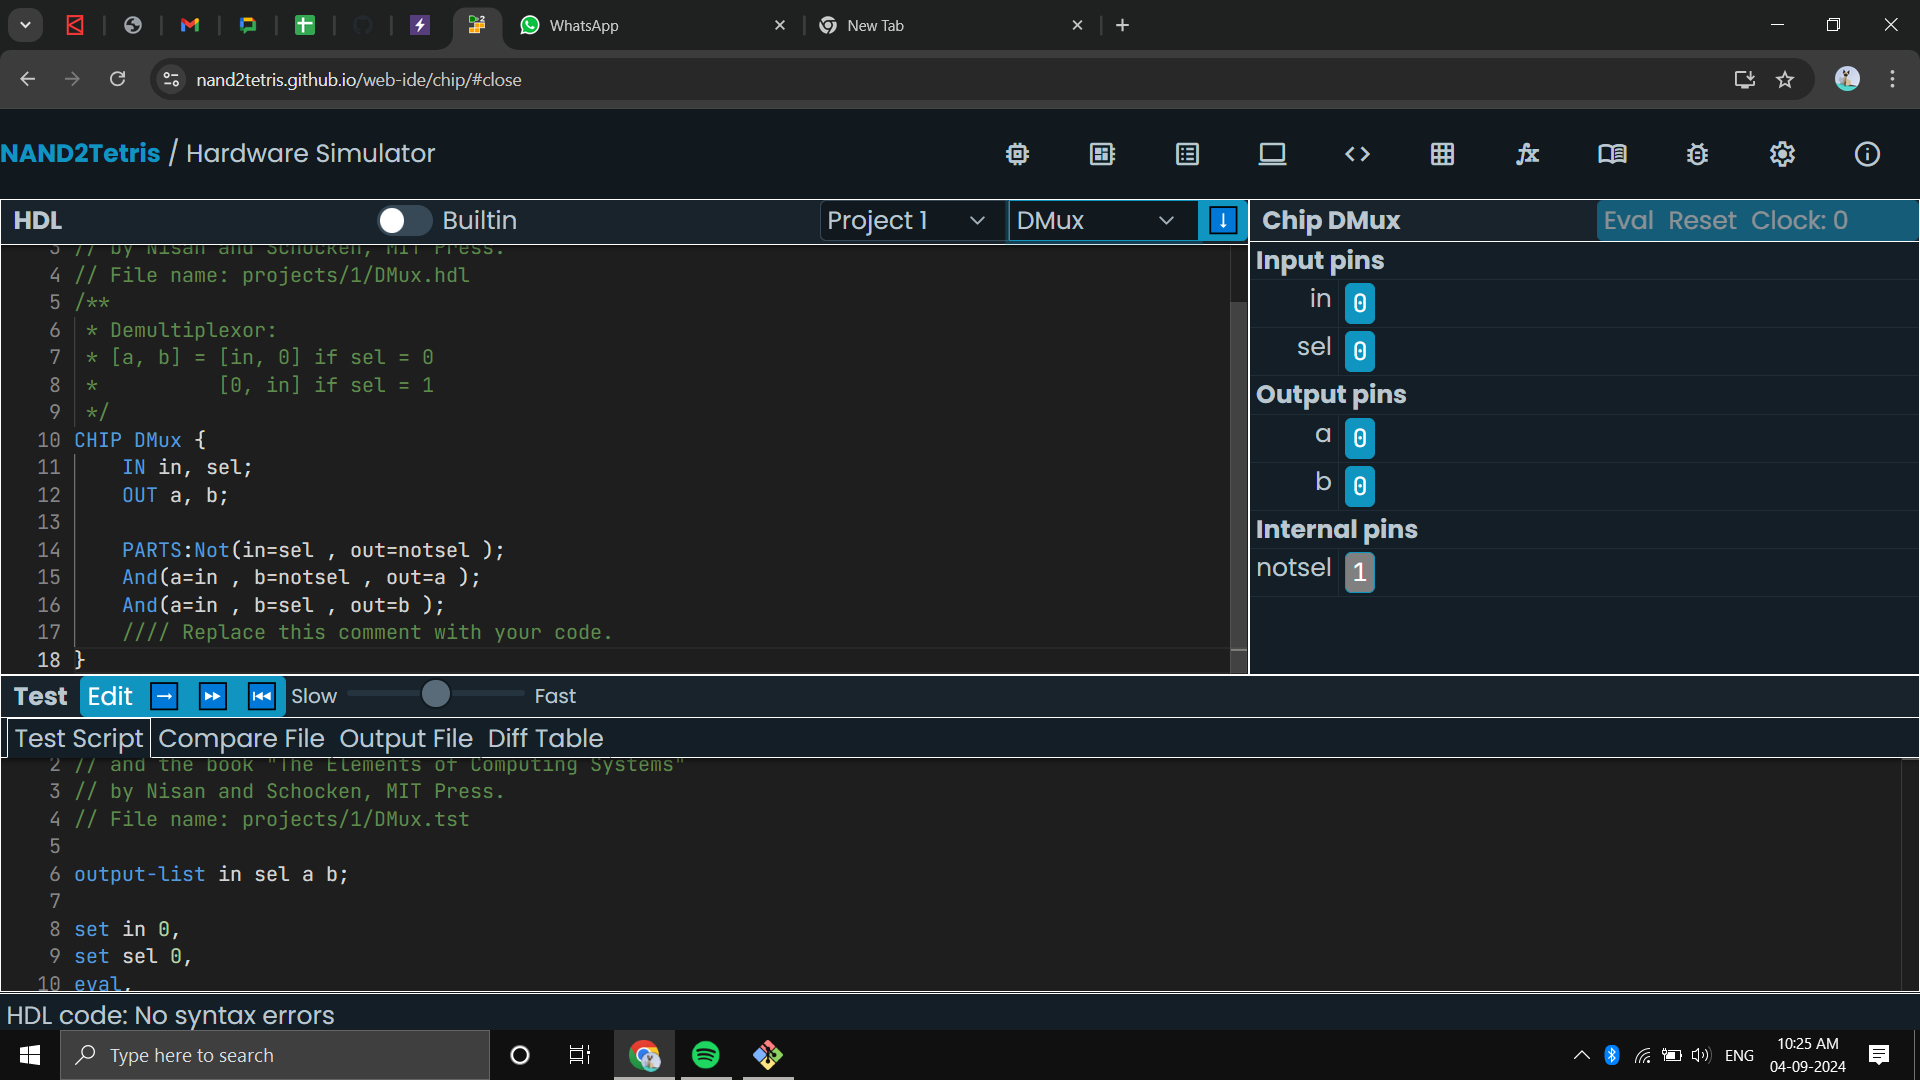 WhatsApp
New Tab
nand2tetris.github.io/web-ide/chip/#close
NAND2Tetris / Hardware Simulator
HDL
Builtin
Project 1
DMux
Chip DMux
Eval Reset Clock: 0
3 // by Nisan and Schocken, MIT Press.
4 // File name: projects/1/DMux.hdl
5 /**
6  * Demultiplexor:
7  * [a, b] = [in, 0] if sel = 0
8  *          [0, in] if sel = 1
9  */
10 CHIP DMux {
11     IN in, sel;
12     OUT a, b;
13
14     PARTS:Not(in=sel , out=notsel );
15     And(a=in , b=notsel , out=a );
16     And(a=in , b=sel , out=b );
17     //// Replace this comment with your code.
18 }
Input pins
in 0
sel 0
Output pins
a 0
b 0
Internal pins
notsel 1
Test Edit Slow Fast
Test Script Compare File Output File Diff Table
2 // and the book "The Elements of Computing Systems"
3 // by Nisan and Schocken, MIT Press.
4 // File name: projects/1/DMux.tst
5
6 output-list in sel a b;
7
8 set in 0,
9 set sel 0,
10 eval,
HDL code: No syntax errors
Type here to search
ENG
10:25 AM
04-09-2024